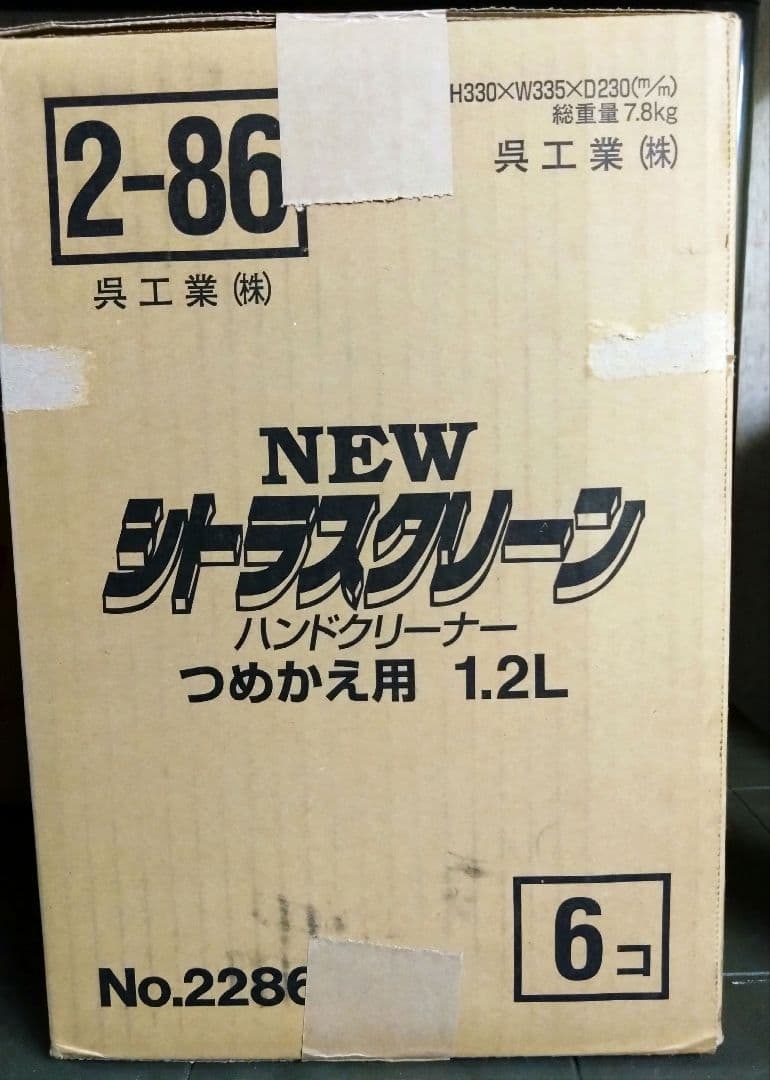 2-86
呉工業(株)
H330×W335×D230(m/m)
総重量7.8kg
呉工業(株)
NEW
シトラスクリーン
ハンドクリーナー
つめかえ用 1.2L
No.2286
6コ